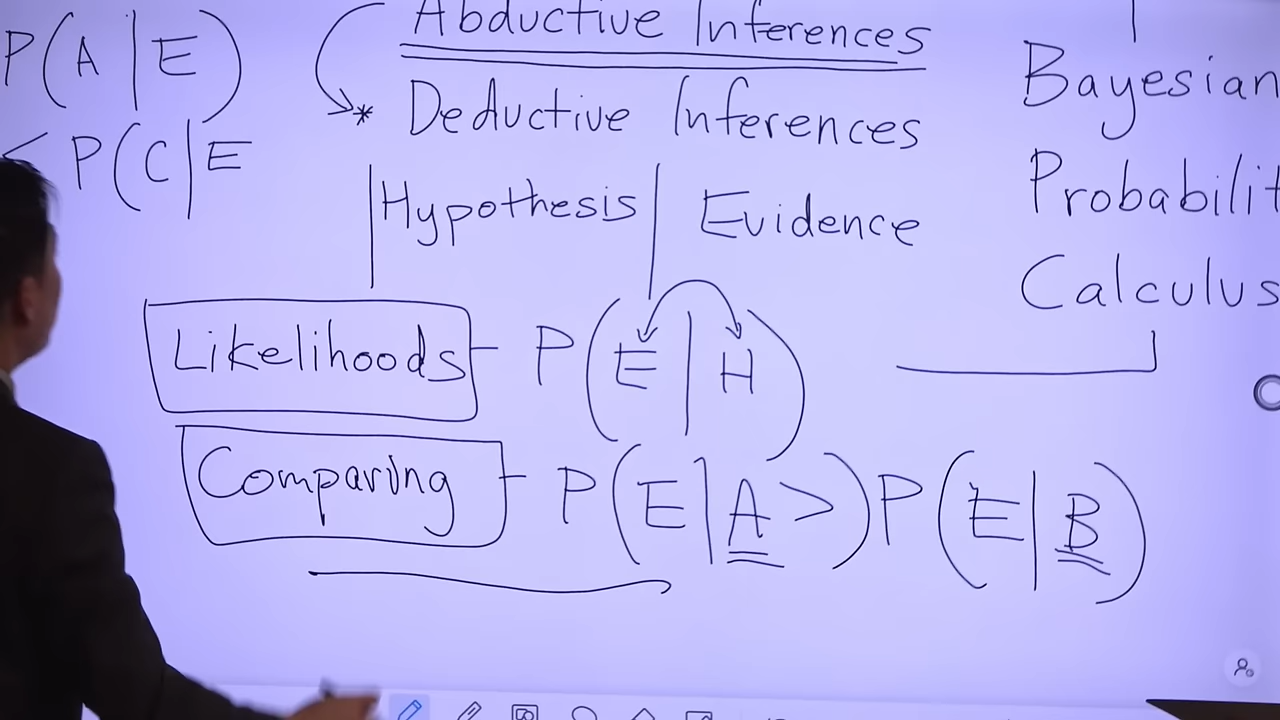 P(A|E)
< P(C|E
Abductive Inferences
* Deductive Inferences
Hypothesis | Evidence
Likelihoods - P(E|H)
Comparing - P(E|A >) P(E|B)
Bayesian
Probabilit
Calculus